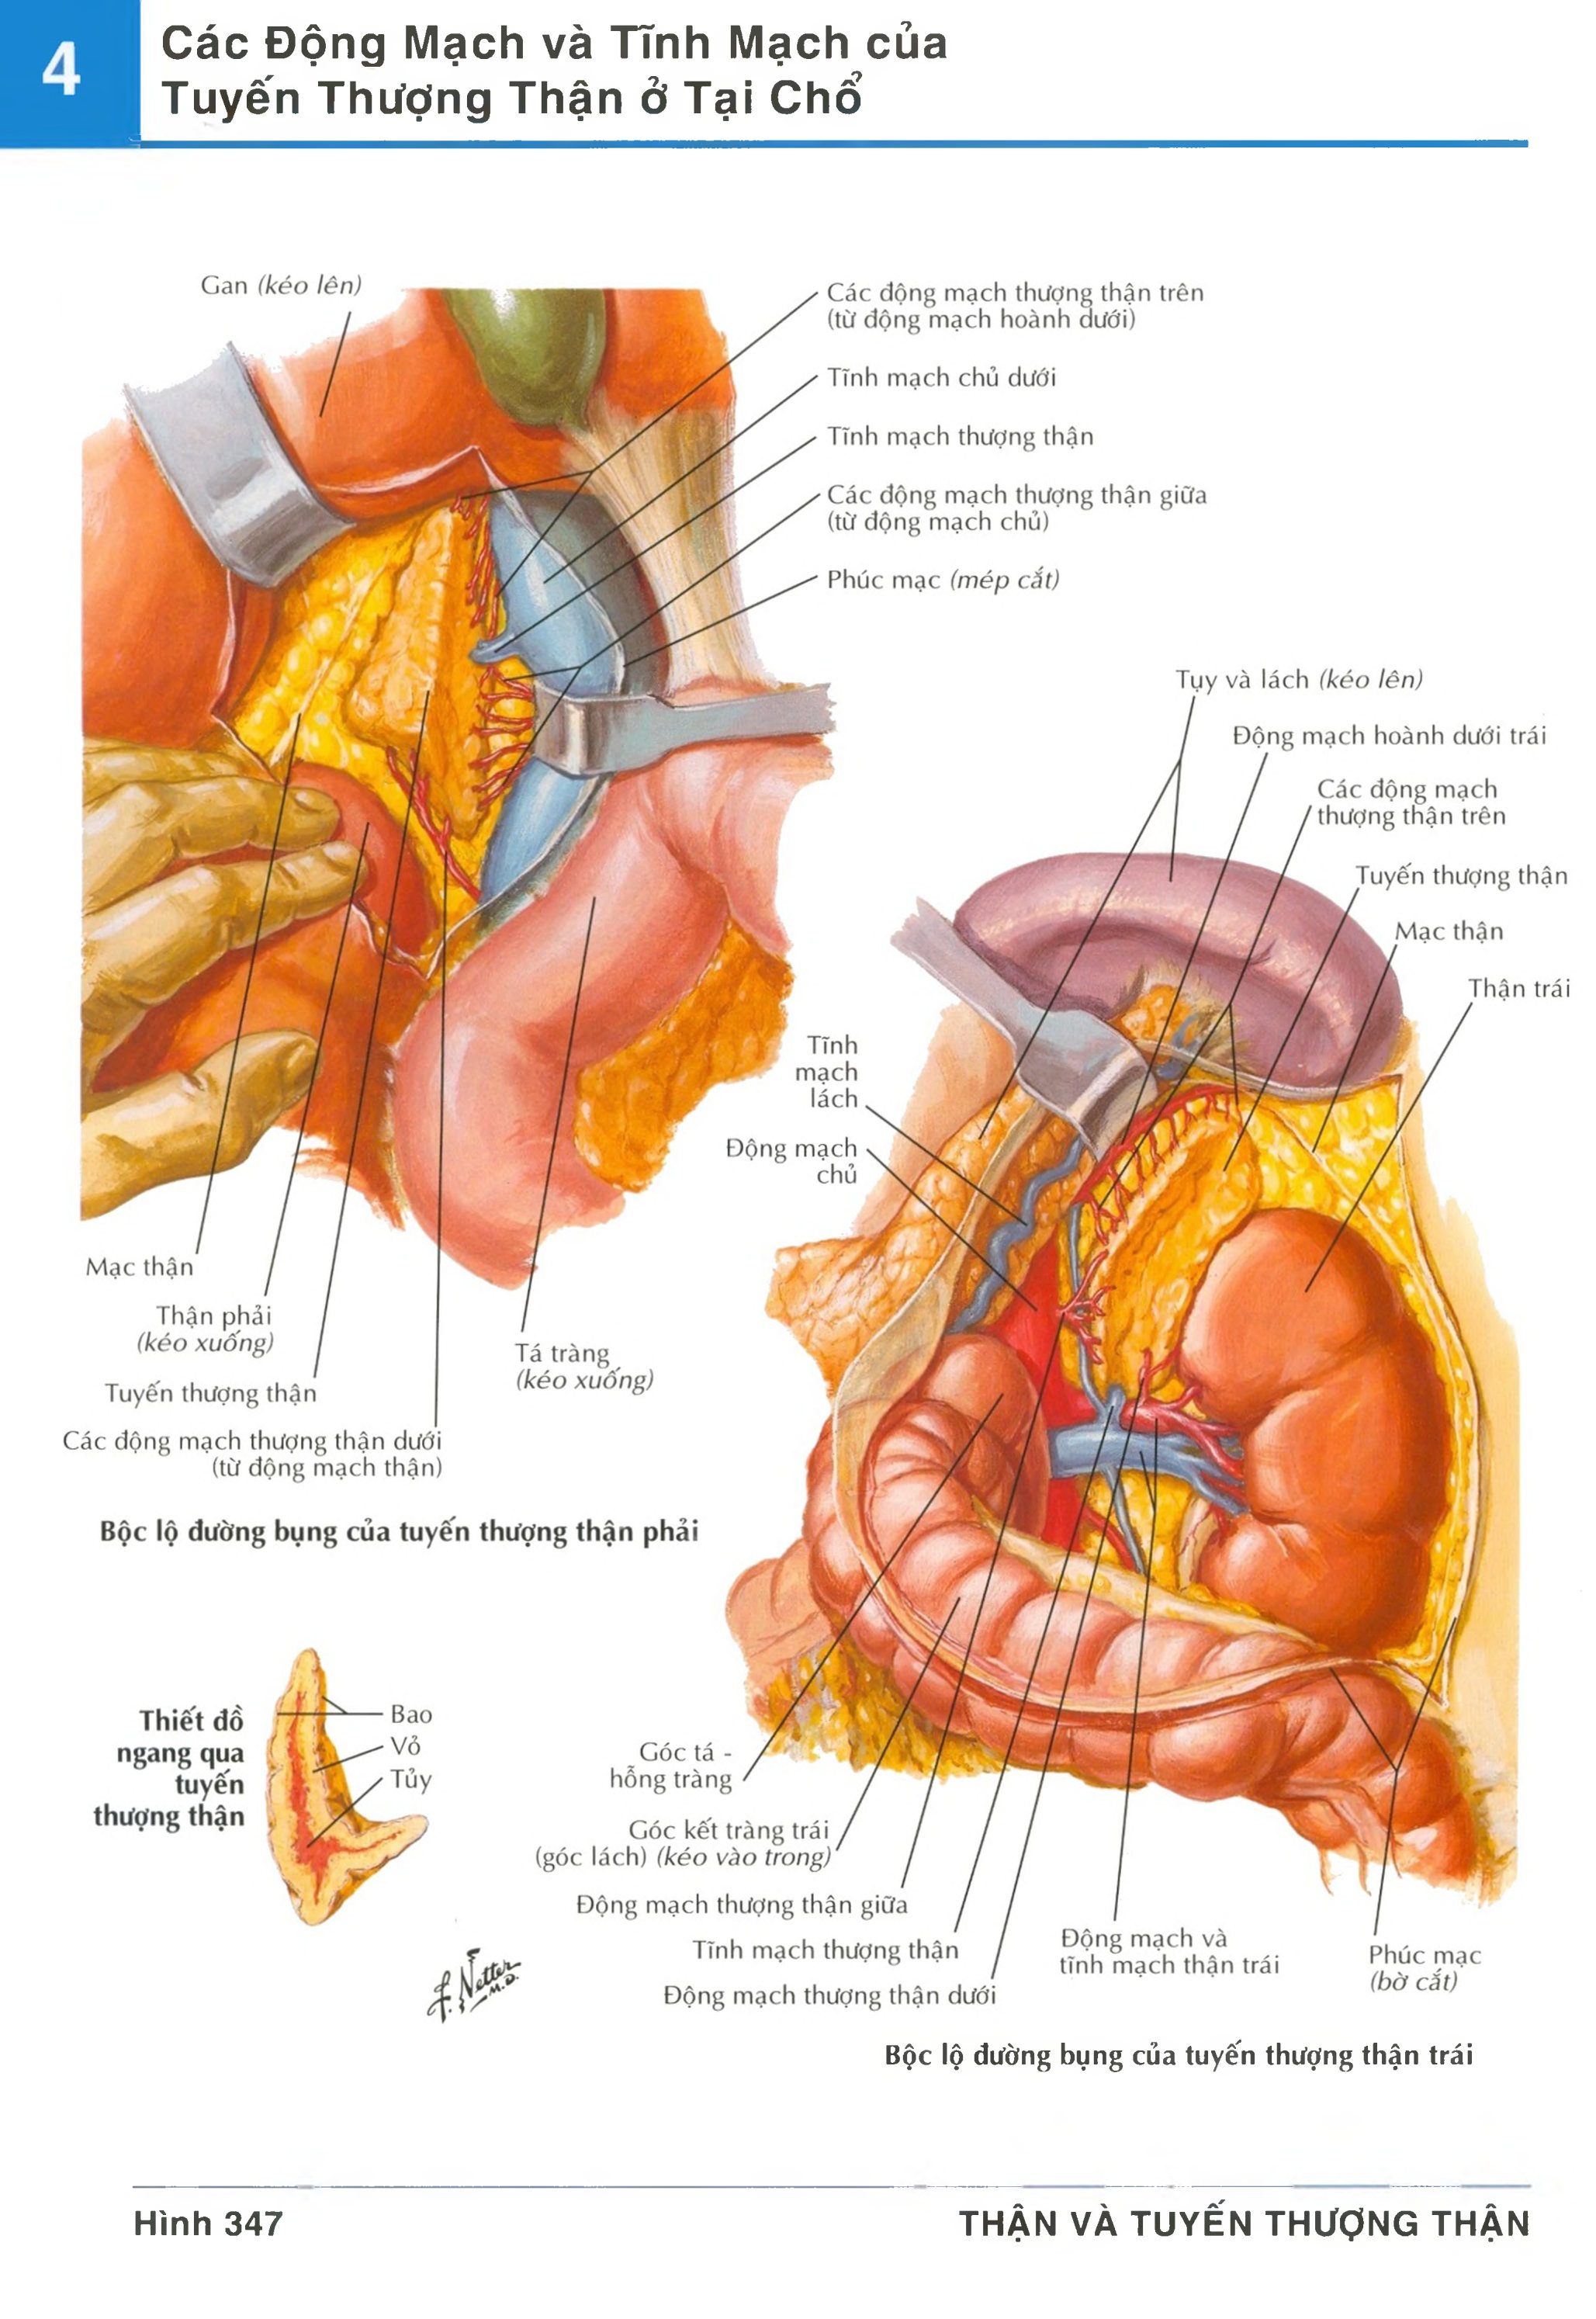 4
Các Động Mạch và Tĩnh Mạch của
Tuyến Thượng Thận ở Tại Chổ
Gan (kéo lên)
Các động mạch thượng thận trên
(từ động mạch hoành dưới)
Tĩnh mạch chủ dưới
Tĩnh mạch thượng thận
Các động mạch thượng thận giữa
(từ động mạch chủ)
Phúc mạc (mép cắt)
Tụy và lách (kéo lên)
Động mạch hoành dưới trái
Các động mạch
thượng thận trên
Tuyến thượng thận
Mạc thận
Thận trái
Tĩnh
mạch
lách
Động mạch
chủ
Mạc thận
Thận phải
(kéo xuống)
Tuyến thượng thận
Các động mạch thượng thận dưới
(từ động mạch thận)
Tá tràng
(kéo xuống)
Bộc lộ đường bụng của tuyến thượng thận phải
Thiết đồ
ngang qua
tuyến
thượng thận
Bao
Vỏ
Tủy
Góc tá -
hỗng tràng
Góc kết tràng trái
(góc lách) (kéo vào trong)
Động mạch thượng thận giữa
Tĩnh mạch thượng thận
Động mạch thượng thận dưới
Động mạch và
tĩnh mạch thận trái
Phúc mạc
(bờ cắt)
F. Netter
M.D.
Bộc lộ đường bụng của tuyến thượng thận trái
Hình 347
THẬN VÀ TUYẾN THƯỢNG THẬN